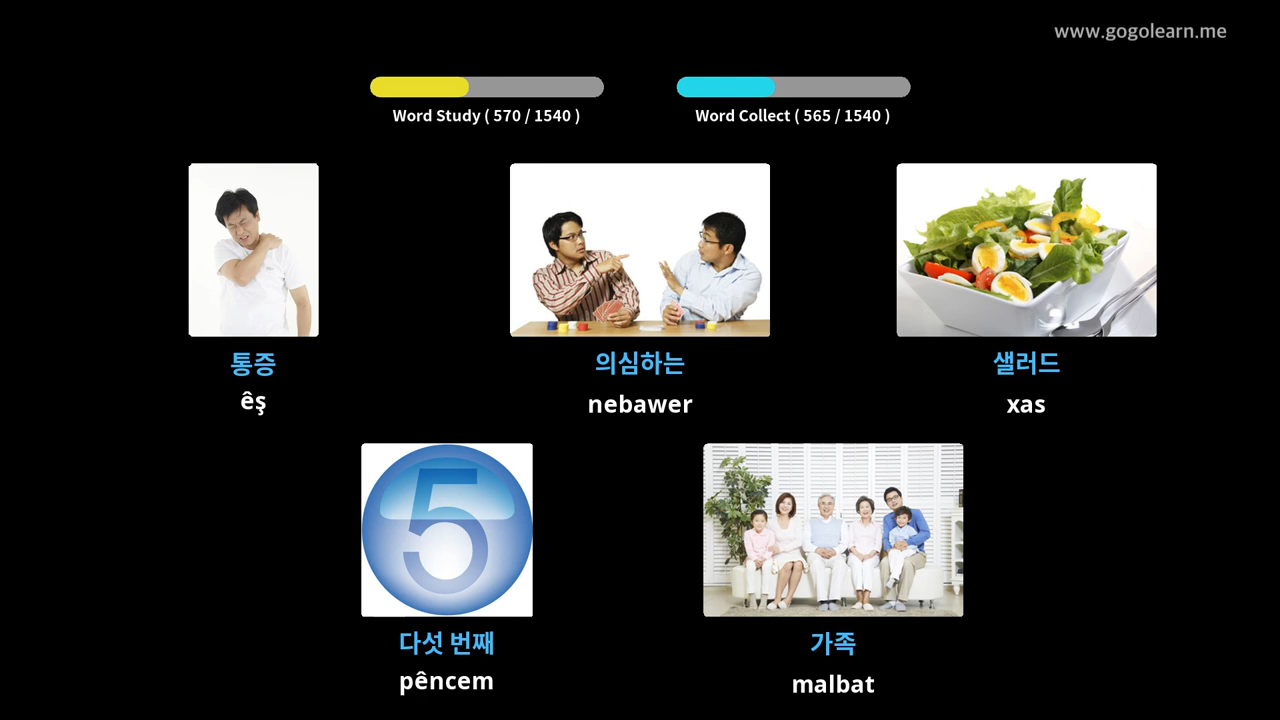 www.gogolearn.me
Word Study ( 570 / 1540 )
Word Collect ( 565 / 1540 )
통증
êş
의심하는
nebawer
샐러드
xas
5
다섯 번째
pêncem
가족
malbat